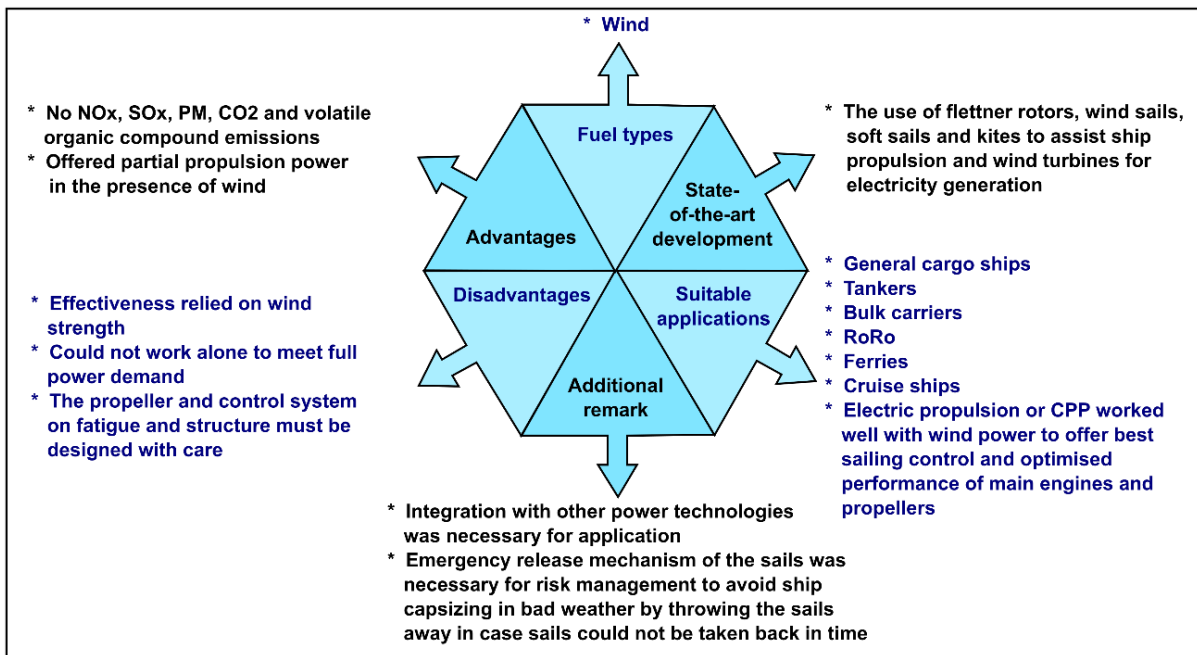 * Wind
Fuel types
* No NOx, SOx, PM, CO2 and volatile
organic compound emissions
* Offered partial propulsion power
in the presence of wind
Advantages
* The use of flettner rotors, wind sails,
soft sails and kites to assist ship
propulsion and wind turbines for
electricity generation
State-
of-the-art
development
* Effectiveness relied on wind
strength
* Could not work alone to meet full
power demand
* The propeller and control system
on fatigue and structure must be
designed with care
Disadvantages
Suitable
applications
* General cargo ships
* Tankers
* Bulk carriers
* RoRo
* Ferries
* Cruise ships
* Electric propulsion or CPP worked
well with wind power to offer best
sailing control and optimised
performance of main engines and
propellers
Additional
remark
* Integration with other power technologies
was necessary for application
* Emergency release mechanism of the sails was
necessary for risk management to avoid ship
capsizing in bad weather by throwing the sails
away in case sails could not be taken back in time